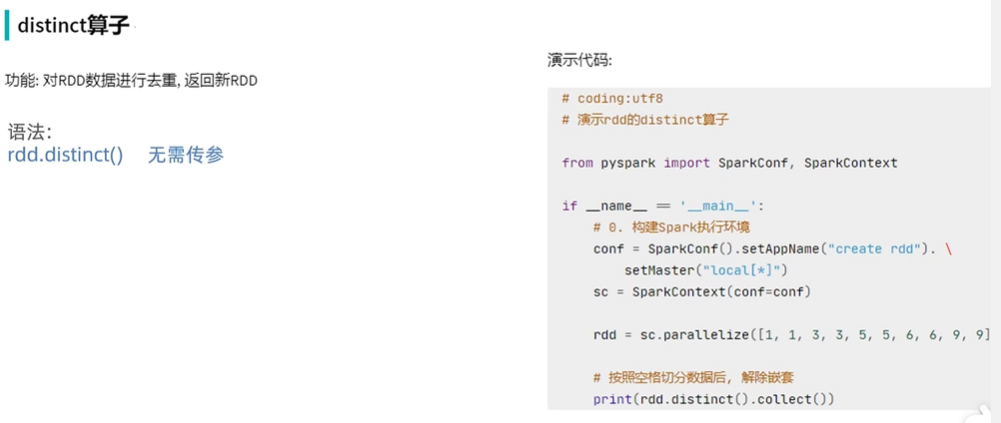 distinct算子
功能: 对RDD数据进行去重, 返回新RDD
语法:
rdd.distinct() 无需传参
演示代码:
# coding:utf8
# 演示rdd的distinct算子
from pyspark import SparkConf, SparkContext
if __name__ == '__main__':
# 0. 构建Spark执行环境
conf = SparkConf().setAppName("create rdd"). \
setMaster("local[*]")
sc = SparkContext(conf=conf)
rdd = sc.parallelize([1, 1, 3, 3, 5, 5, 6, 6, 9, 9]
# 按照空格切分数据后, 解除嵌套
print(rdd.distinct().collect())